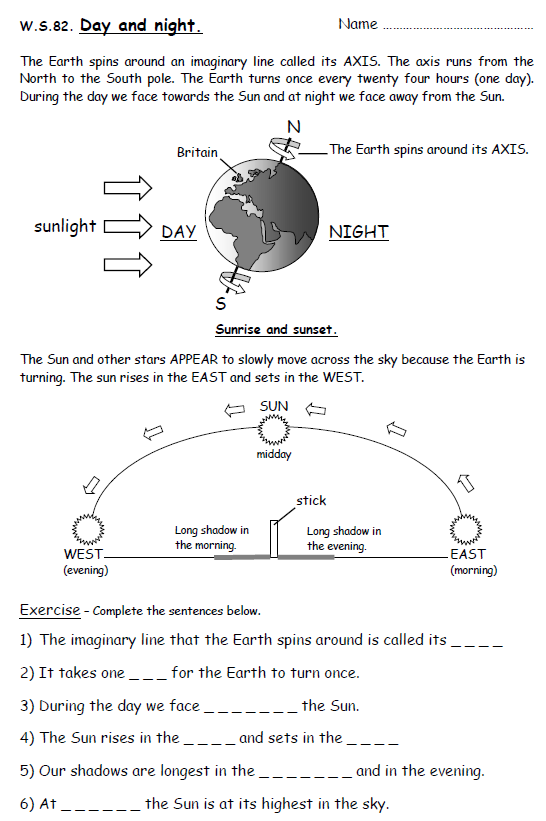 W.S.82. Day and night. Name ................................................
The Earth spins around an imaginary line called its AXIS. The axis runs from the
North to the South pole. The Earth turns once every twenty four hours (one day).
During the day we face towards the Sun and at night we face away from the Sun.
N
Britain
The Earth spins around its AXIS.
sunlight
DAY
NIGHT
S
Sunrise and sunset.
The Sun and other stars APPEAR to slowly move across the sky because the Earth is
turning. The sun rises in the EAST and sets in the WEST.
SUN
midday
stick
Long shadow in
the morning.
Long shadow in
the evening.
WEST
(evening)
EAST
(morning)
Exercise – Complete the sentences below.
1) The imaginary line that the Earth spins around is called its _ _ _ _
2) It takes one _ _ _ for the Earth to turn once.
3) During the day we face _ _ _ _ _ _ _ the Sun.
4) The Sun rises in the _ _ _ _ and sets in the _ _ _ _
5) Our shadows are longest in the _ _ _ _ _ _ _ and in the evening.
6) At _ _ _ _ _ _ the Sun is at its highest in the sky.